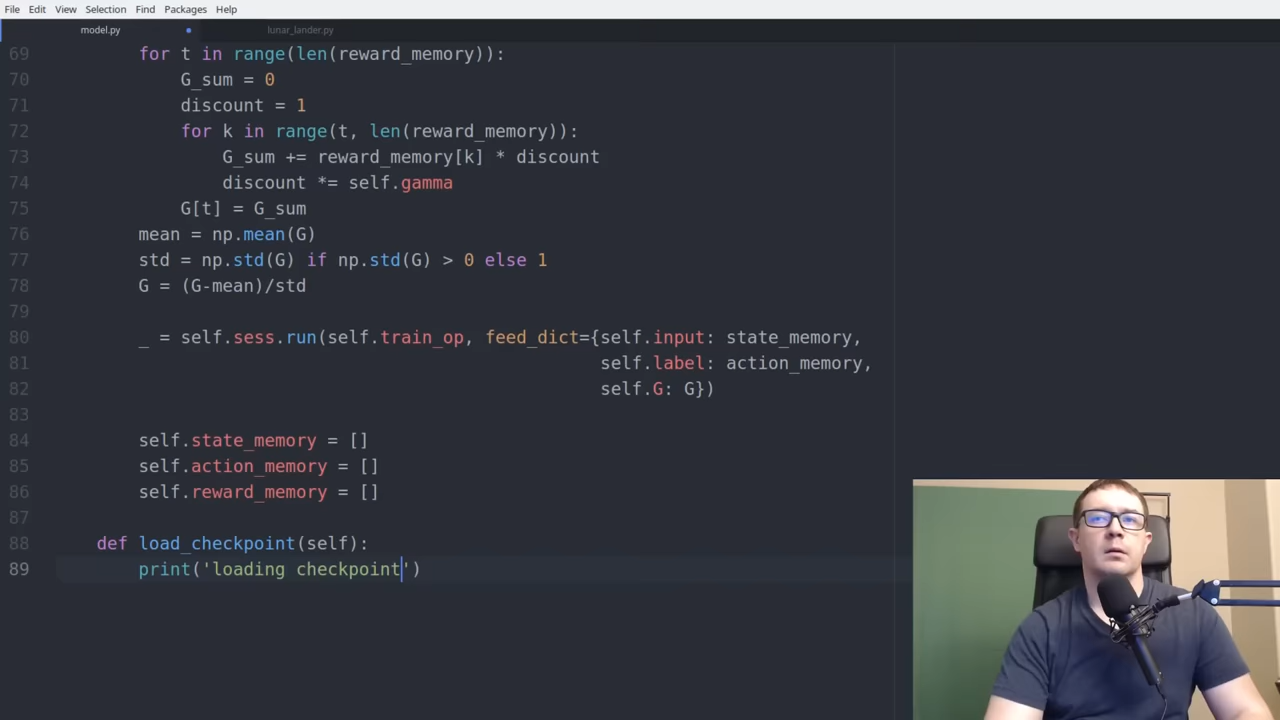 File Edit View Selection Find Packages Help
model.py lunar_lander.py
69 for t in range(len(reward_memory)):
70 G_sum = 0
71 discount = 1
72 for k in range(t, len(reward_memory)):
73 G_sum += reward_memory[k] * discount
74 discount *= self.gamma
75 G[t] = G_sum
76 mean = np.mean(G)
77 std = np.std(G) if np.std(G) > 0 else 1
78 G = (G-mean)/std
79
80 _ = self.sess.run(self.train_op, feed_dict={self.input: state_memory,
81 self.label: action_memory,
82 self.G: G})
83
84 self.state_memory = []
85 self.action_memory = []
86 self.reward_memory = []
87
88 def load_checkpoint(self):
89 print('loading checkpoint')